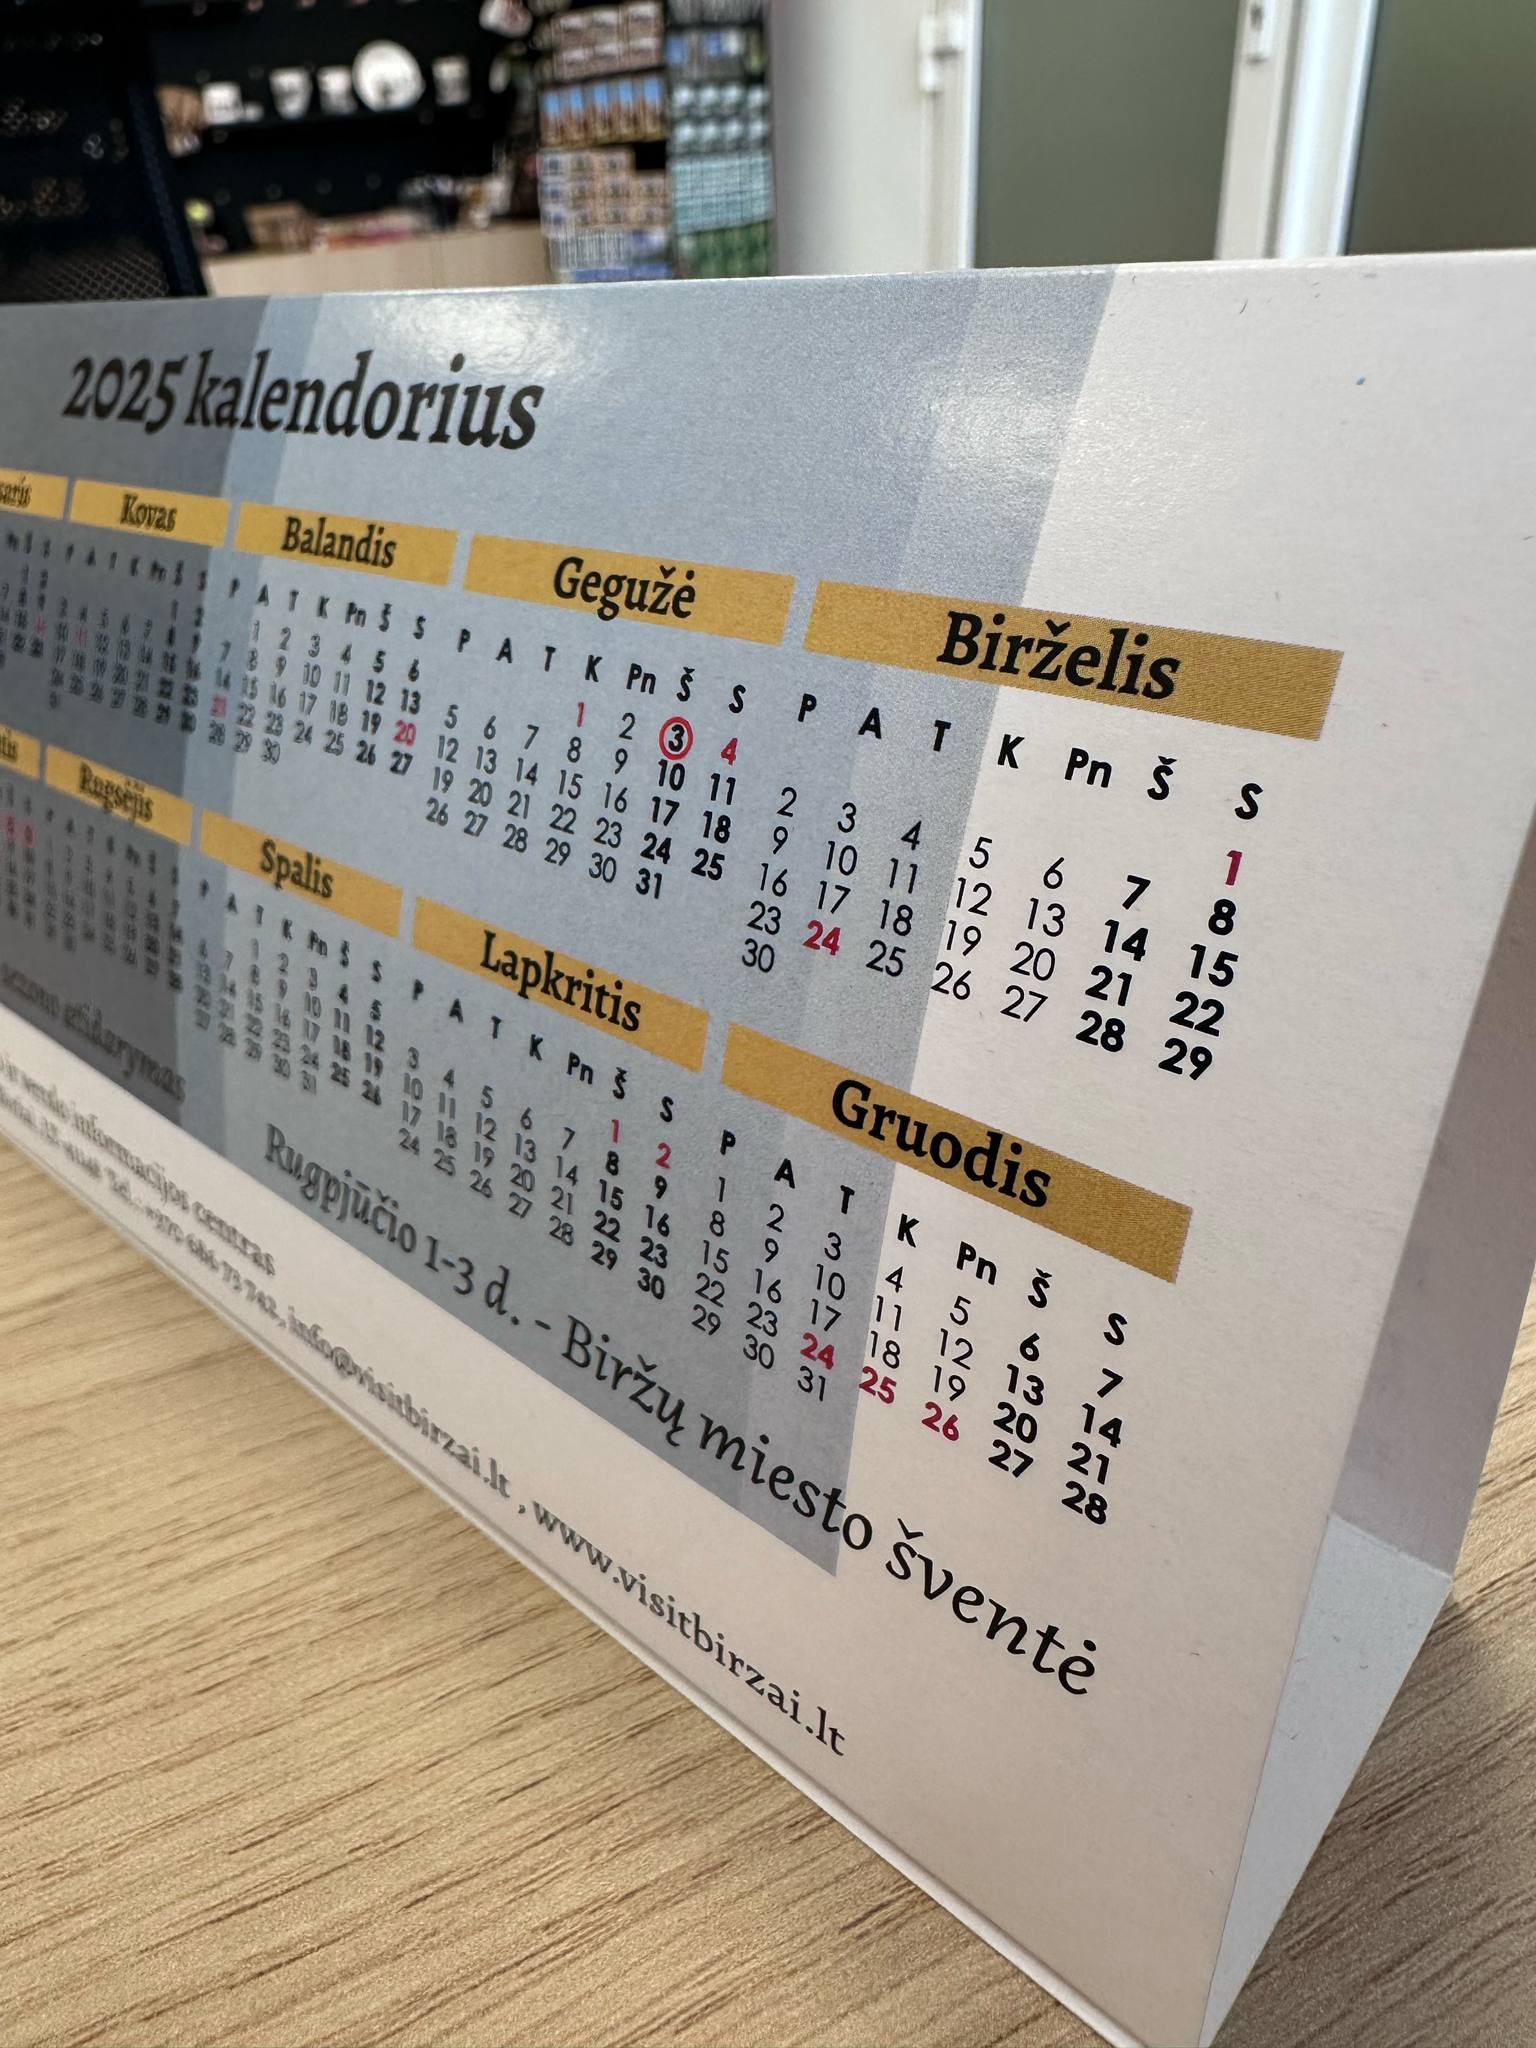 2025 kalendorius
Kovas Balandis Gegužė Birželis
P A T K Pn Š S
1 2 3 4 5 6
7 8 9 10 11 12 13
14 15 16 17 18 19 20
21 22 23 24 25 26 27
28 29 30
P A T K Pn Š S
1 2 3 4
5 6 7 8 9 10 11
12 13 14 15 16 17 18
19 20 21 22 23 24 25
26 27 28 29 30 31
P A T K Pn Š S
1
2 3 4 5 6 7 8
9 10 11 12 13 14 15
16 17 18 19 20 21 22
23 24 25 26 27 28 29
30
Rugsėjis Spalis Lapkritis Gruodis
P A T K Pn Š S
1 2 3 4 5
6 7 8 9 10 11 12
13 14 15 16 17 18 19
20 21 22 23 24 25 26
27 28 29 30 31
P A T K Pn Š S
1 2
3 4 5 6 7 8 9
10 11 12 13 14 15 16
17 18 19 20 21 22 23
24 25 26 27 28 29 30
P A T K Pn Š S
1 2 3 4 5 6 7
8 9 10 11 12 13 14
15 16 17 18 19 20 21
22 23 24 25 26 27 28
29 30 31
sezono atidarymas
Rugpjūčio 1-3 d. - Biržų miesto šventė
ir verslo informacijos centras
+370 686 73 742, info@visitbirzai.lt , www.visitbirzai.lt